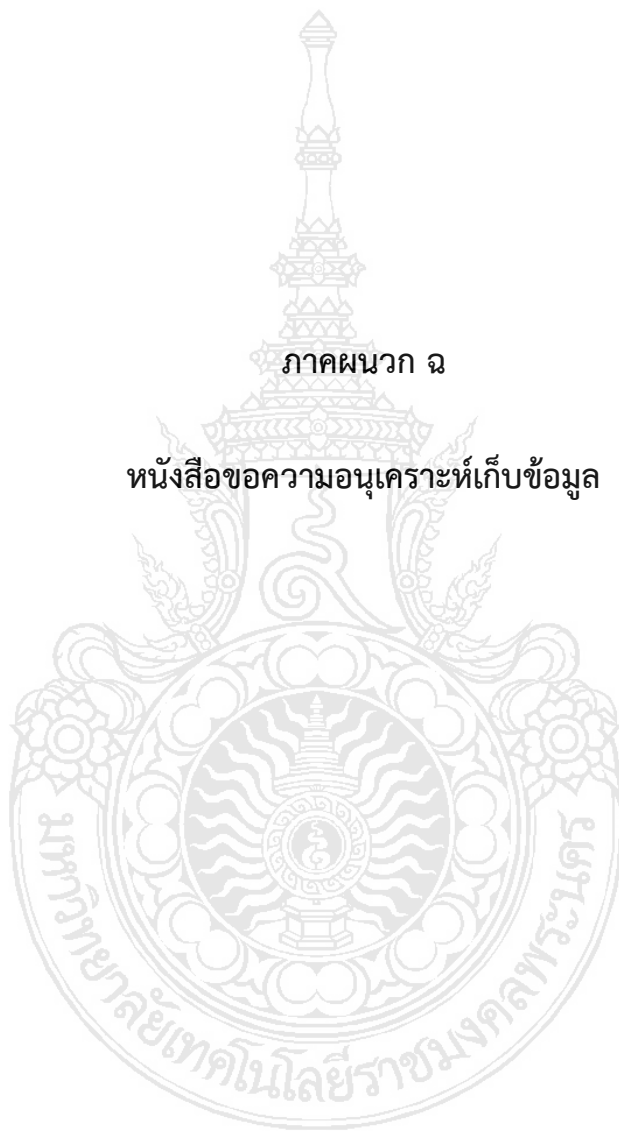 ภาคผนวก ฉ
หนังสือขอความอนุเคราะห์เก็บข้อมูล
มหาวิทยาลัยเทคโนโลยีราชมงคลพระนคร